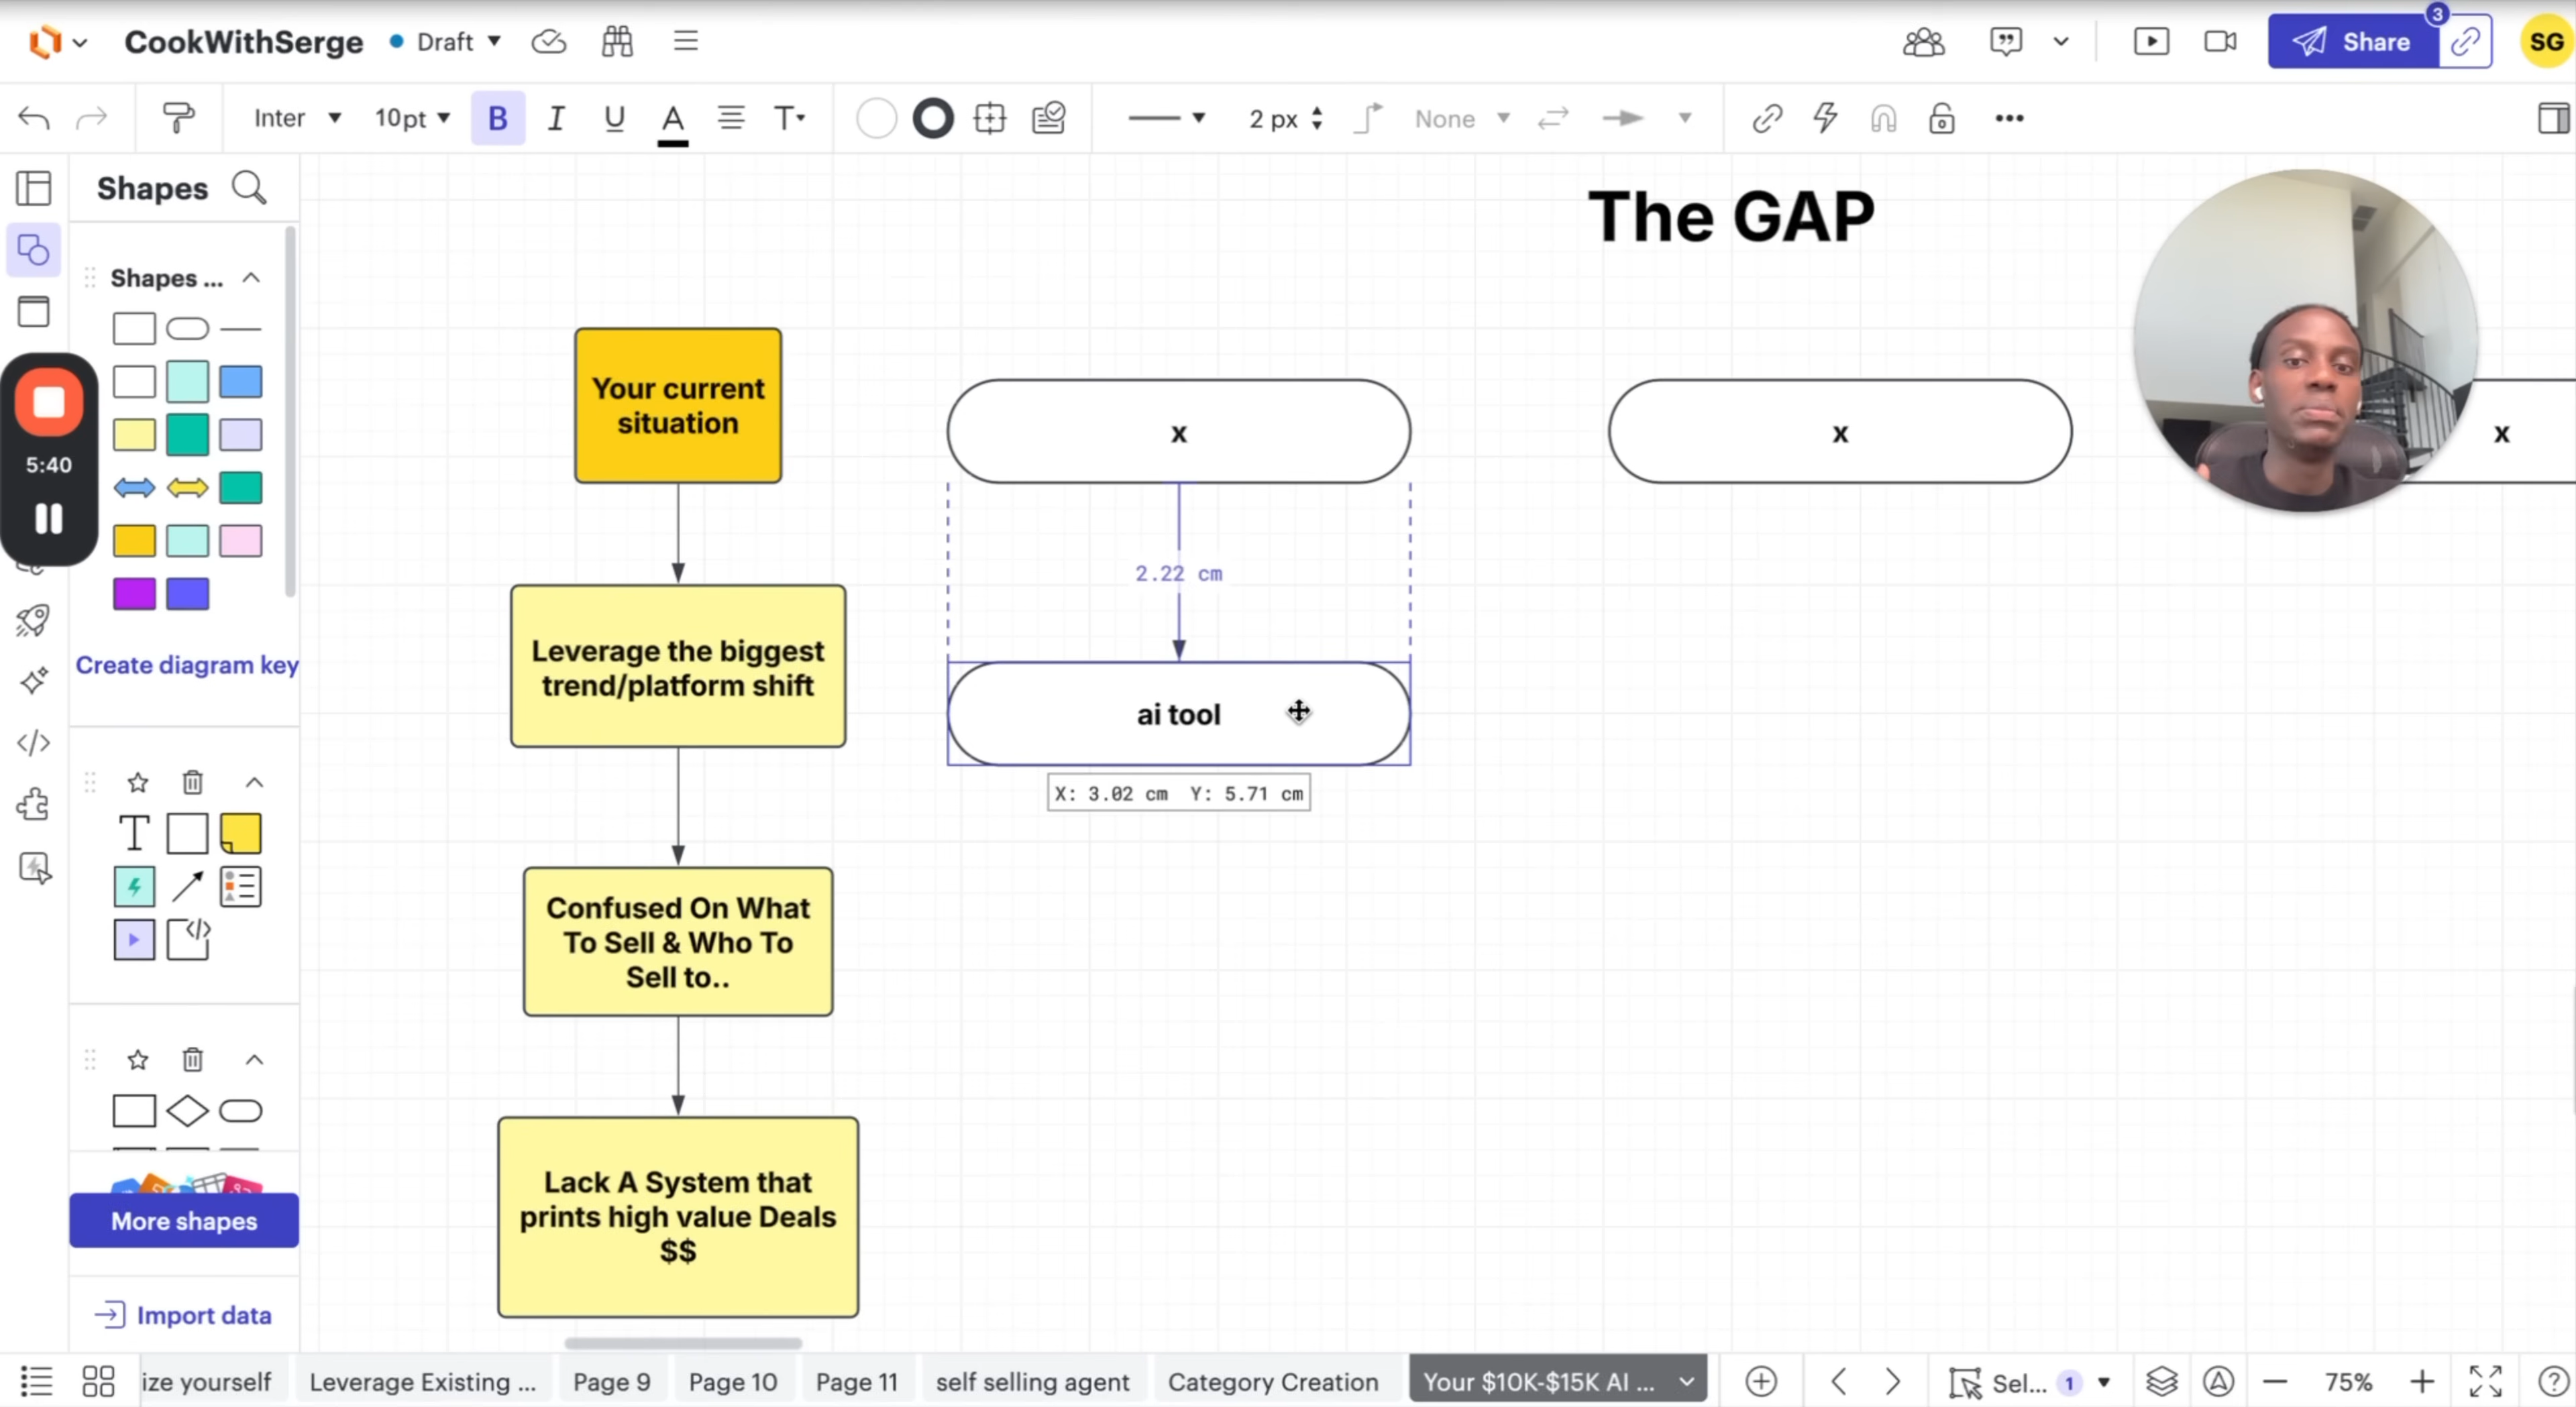 CookWithSerge
Draft
3
Share
SG
Inter
10pt
B
I
U
A
T
2 px
None
Shapes
The GAP
Shapes ...
5:40
Your current
situation
x
x
x
2.22 cm
Leverage the biggest
trend/platform shift
Create diagram key
ai tool
X: 3.02 cm Y: 5.71 cm
T
Confused On What
To Sell & Who To
Sell to..
Lack A System that
prints high value Deals
$$
More shapes
Import data
ize yourself
Leverage Existing ...
Page 9
Page 10
Page 11
self selling agent
Category Creation
Your $10K-$15K AI ...
Sel... 1
75%